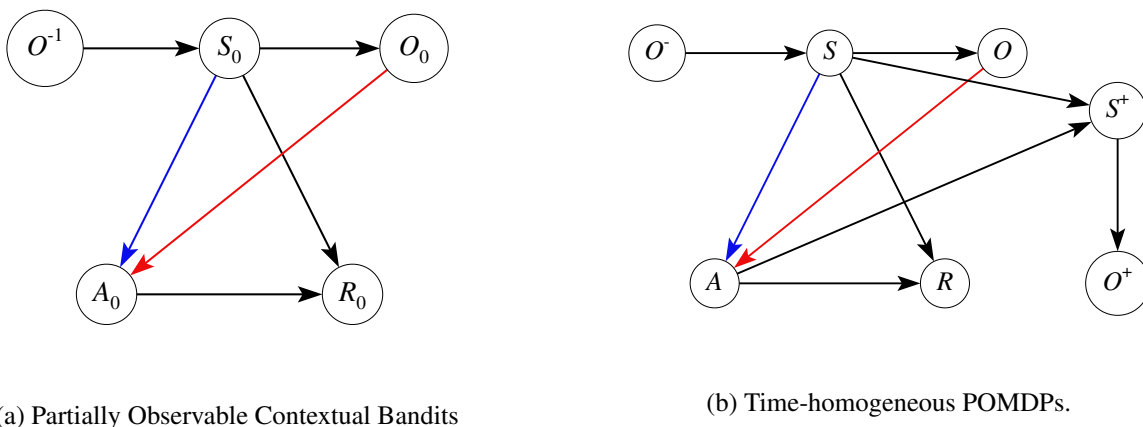 O-1 S0 O0
O- S O
S+
A0 R0
A R O+
(a) Partially Observable Contextual Bandits
(b) Time-homogeneous POMDPs.